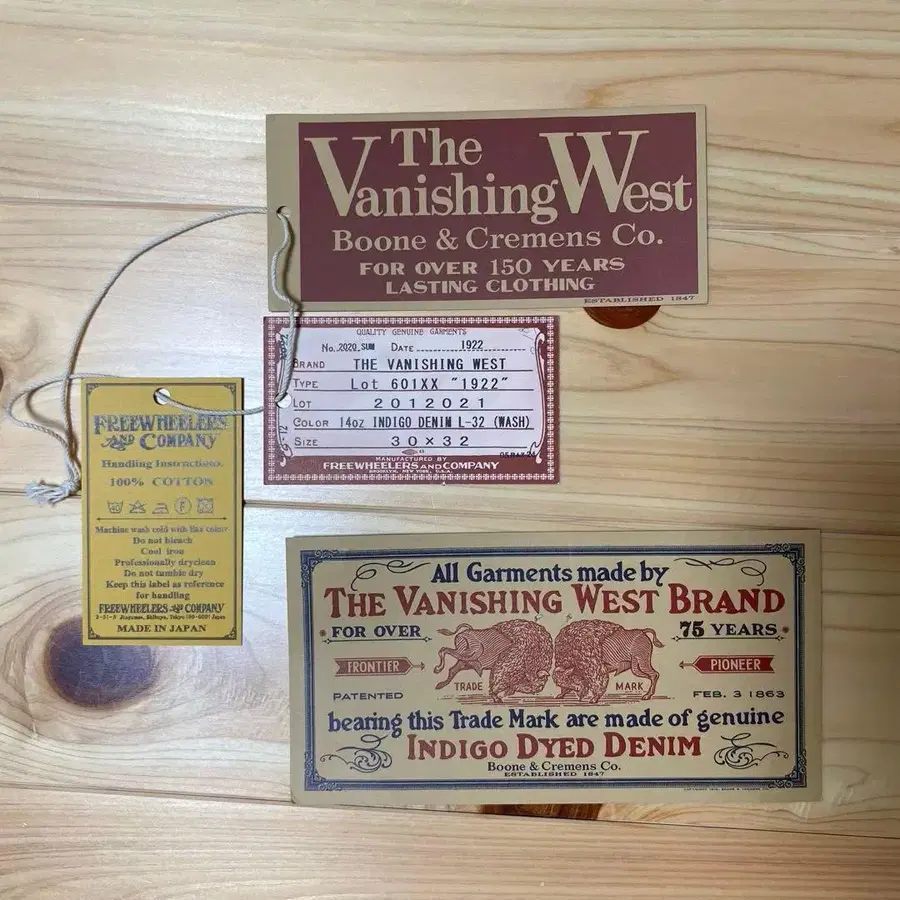 The
Vanishing West
Boone & Cremens Co.
FOR OVER 150 YEARS
LASTING CLOTHING
ESTABLISHED 1847
QUALITY GENUINE GARMENTS
No. 2020, SUM DATE 1922
BRAND THE VANISHING WEST
TYPE Lot 601XX "1922"
LOT 2012021
COLOR 14oz INDIGO DENIM L-32 (WASH)
SIZE 30×32
MANUFACTURED BY
FREEWHEELERS AND COMPANY
BROOKLYN, NEW YORK, U.S.A.
FREEWHEELERS
AND COMPANY
Handling Instructions.
100% COTTON
Machine wash cold with like colors
Do not bleach
Cool iron
Professionally dryclean
Do not tumble dry
Keep this label as reference
for handling
FREEWHEELERS AND COMPANY
MADE IN JAPAN
All Garments made by
THE VANISHING WEST BRAND
FOR OVER 75 YEARS
FRONTIER PIONEER
TRADE MARK
PATENTED FEB. 3 1863
bearing this Trade Mark are made of genuine
INDIGO DYED DENIM
Boone & Cremens Co.
ESTABLISHED 1847